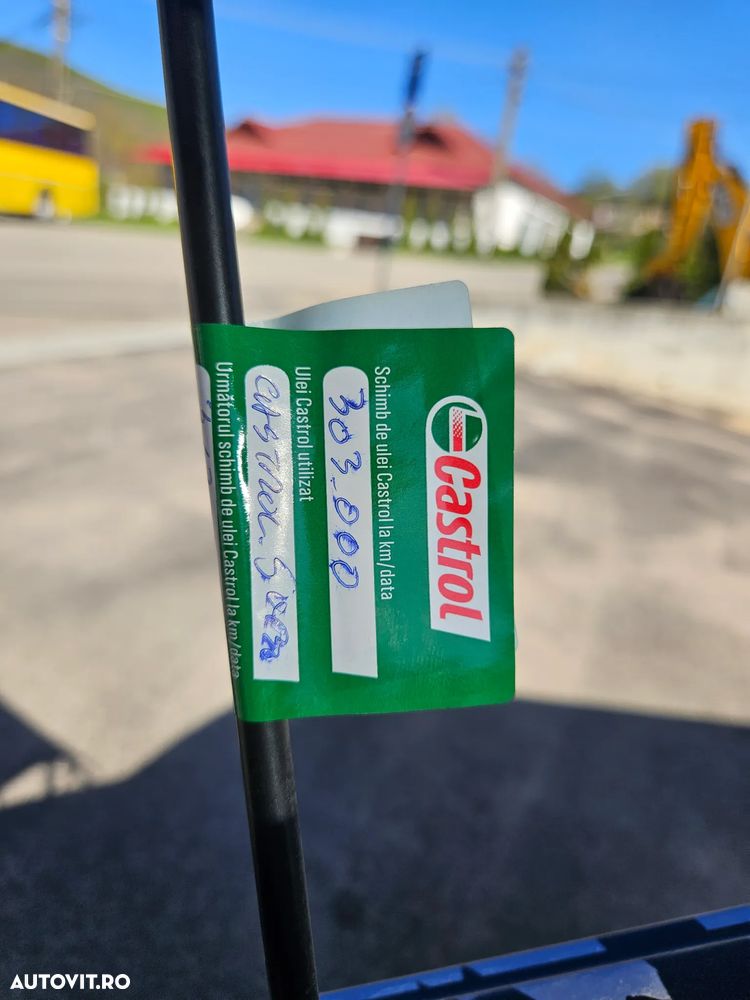 Castrol
Schimb de ulei Castrol la km/data
303.000
Ulei Castrol utilizat
Următorul schimb de ulei Castrol la km/data
AUTOVIT.RO